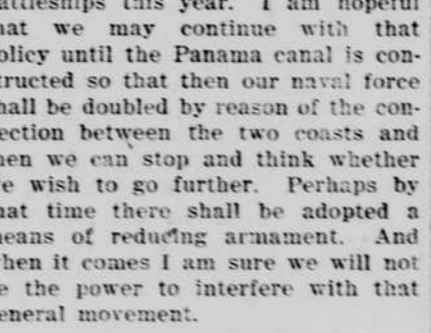 attleships this year. I am hopeful
hat we may continue with that
olicy until the Panama canal is con-
tructed so that then our naval force
hall be doubled by reason of the con-
ection between the two coasts and
hen we can stop and think whether
e wish to go further. Perhaps by
hat time there shall be adopted a
neans of reducing armament. And
hen it comes I am sure we will not
e the power to interfere with that
eneral movement.